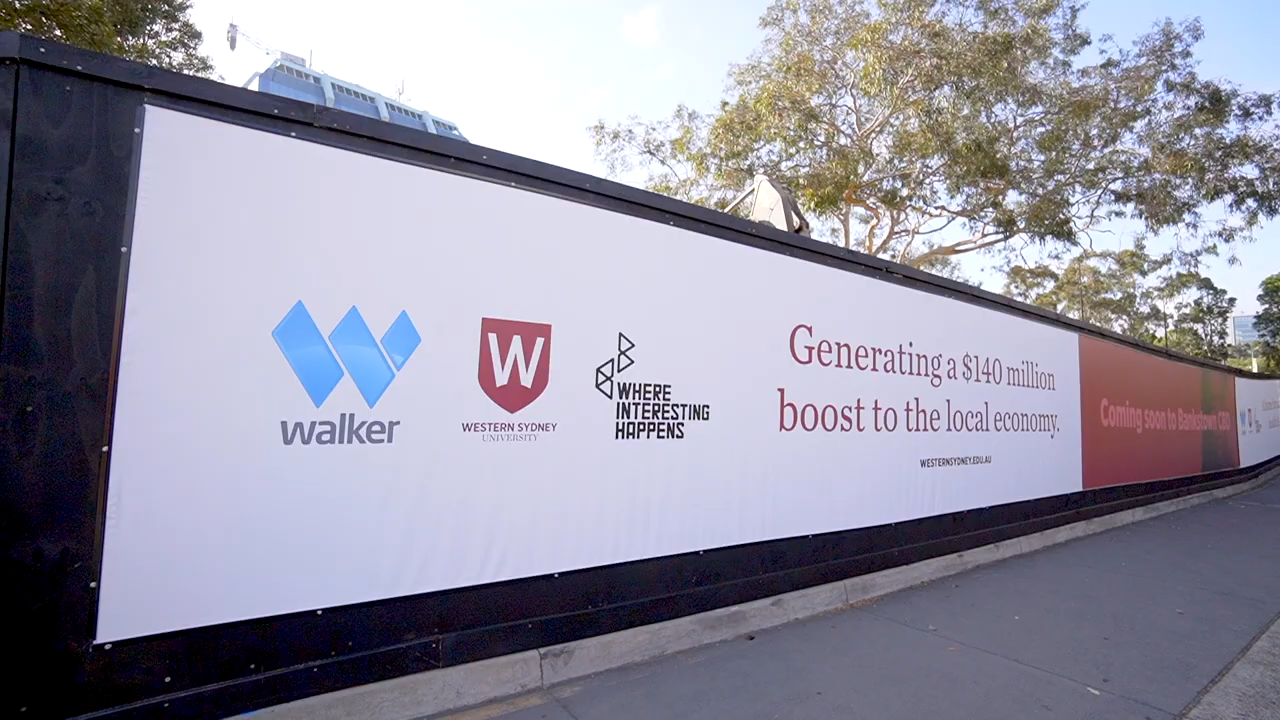 walker
W
WESTERN SYDNEY
UNIVERSITY
WHERE
INTERESTING
HAPPENS
Generating a $140 million
boost to the local economy.
WESTERNSYDNEY.EDU.AU
Coming soon to Bankstown CBD